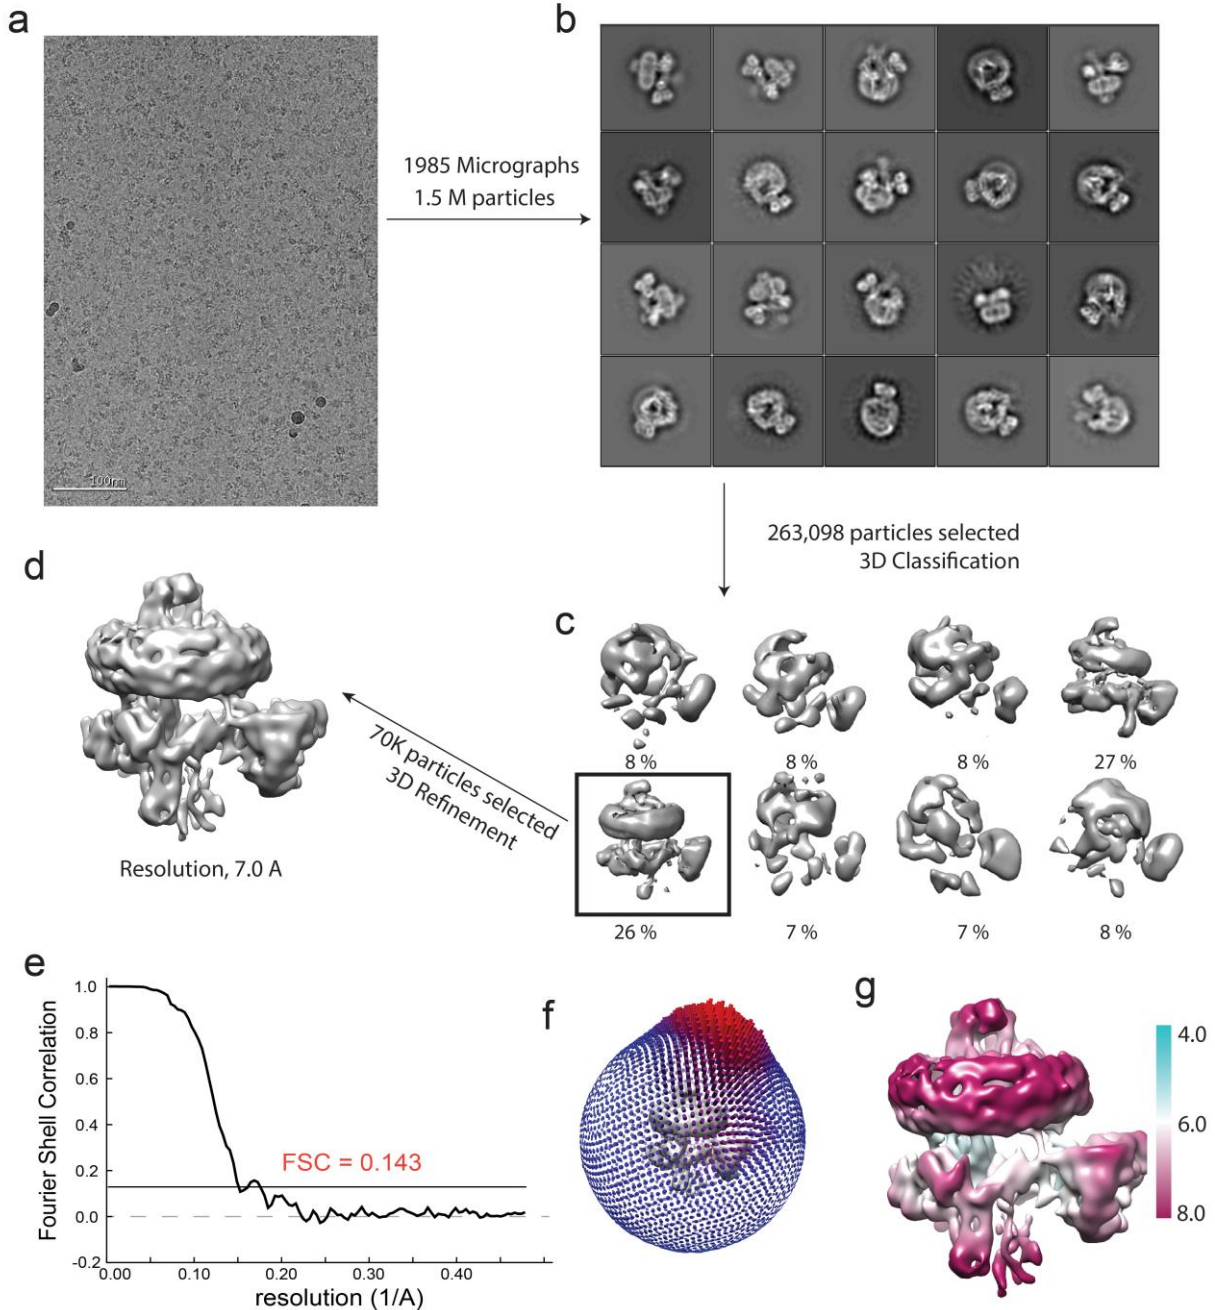 a
b
100nm
1985 Micrographs
1.5 M particles
263,098 particles selected
3D Classification
c
8 %
8 %
8 %
27 %
26 %
7 %
7 %
8 %
d
70K particles selected
3D Refinement
Resolution, 7.0 A
e
Fourier Shell Correlation
1.0
0.8
0.6
0.4
0.2
0.0
-0.2
FSC = 0.143
0.00
0.10
0.20
0.30
0.40
resolution (1/A)
f
g
4.0
6.0
8.0